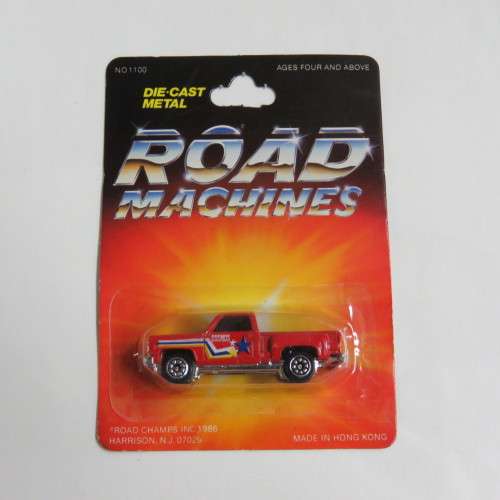 NO 1100
AGES FOUR AND ABOVE
DIE-CAST
METAL
ROAD
MACHINES
©ROAD CHAMPS INC 1986
HARRISON, N.J. 07029
MADE IN HONG KONG